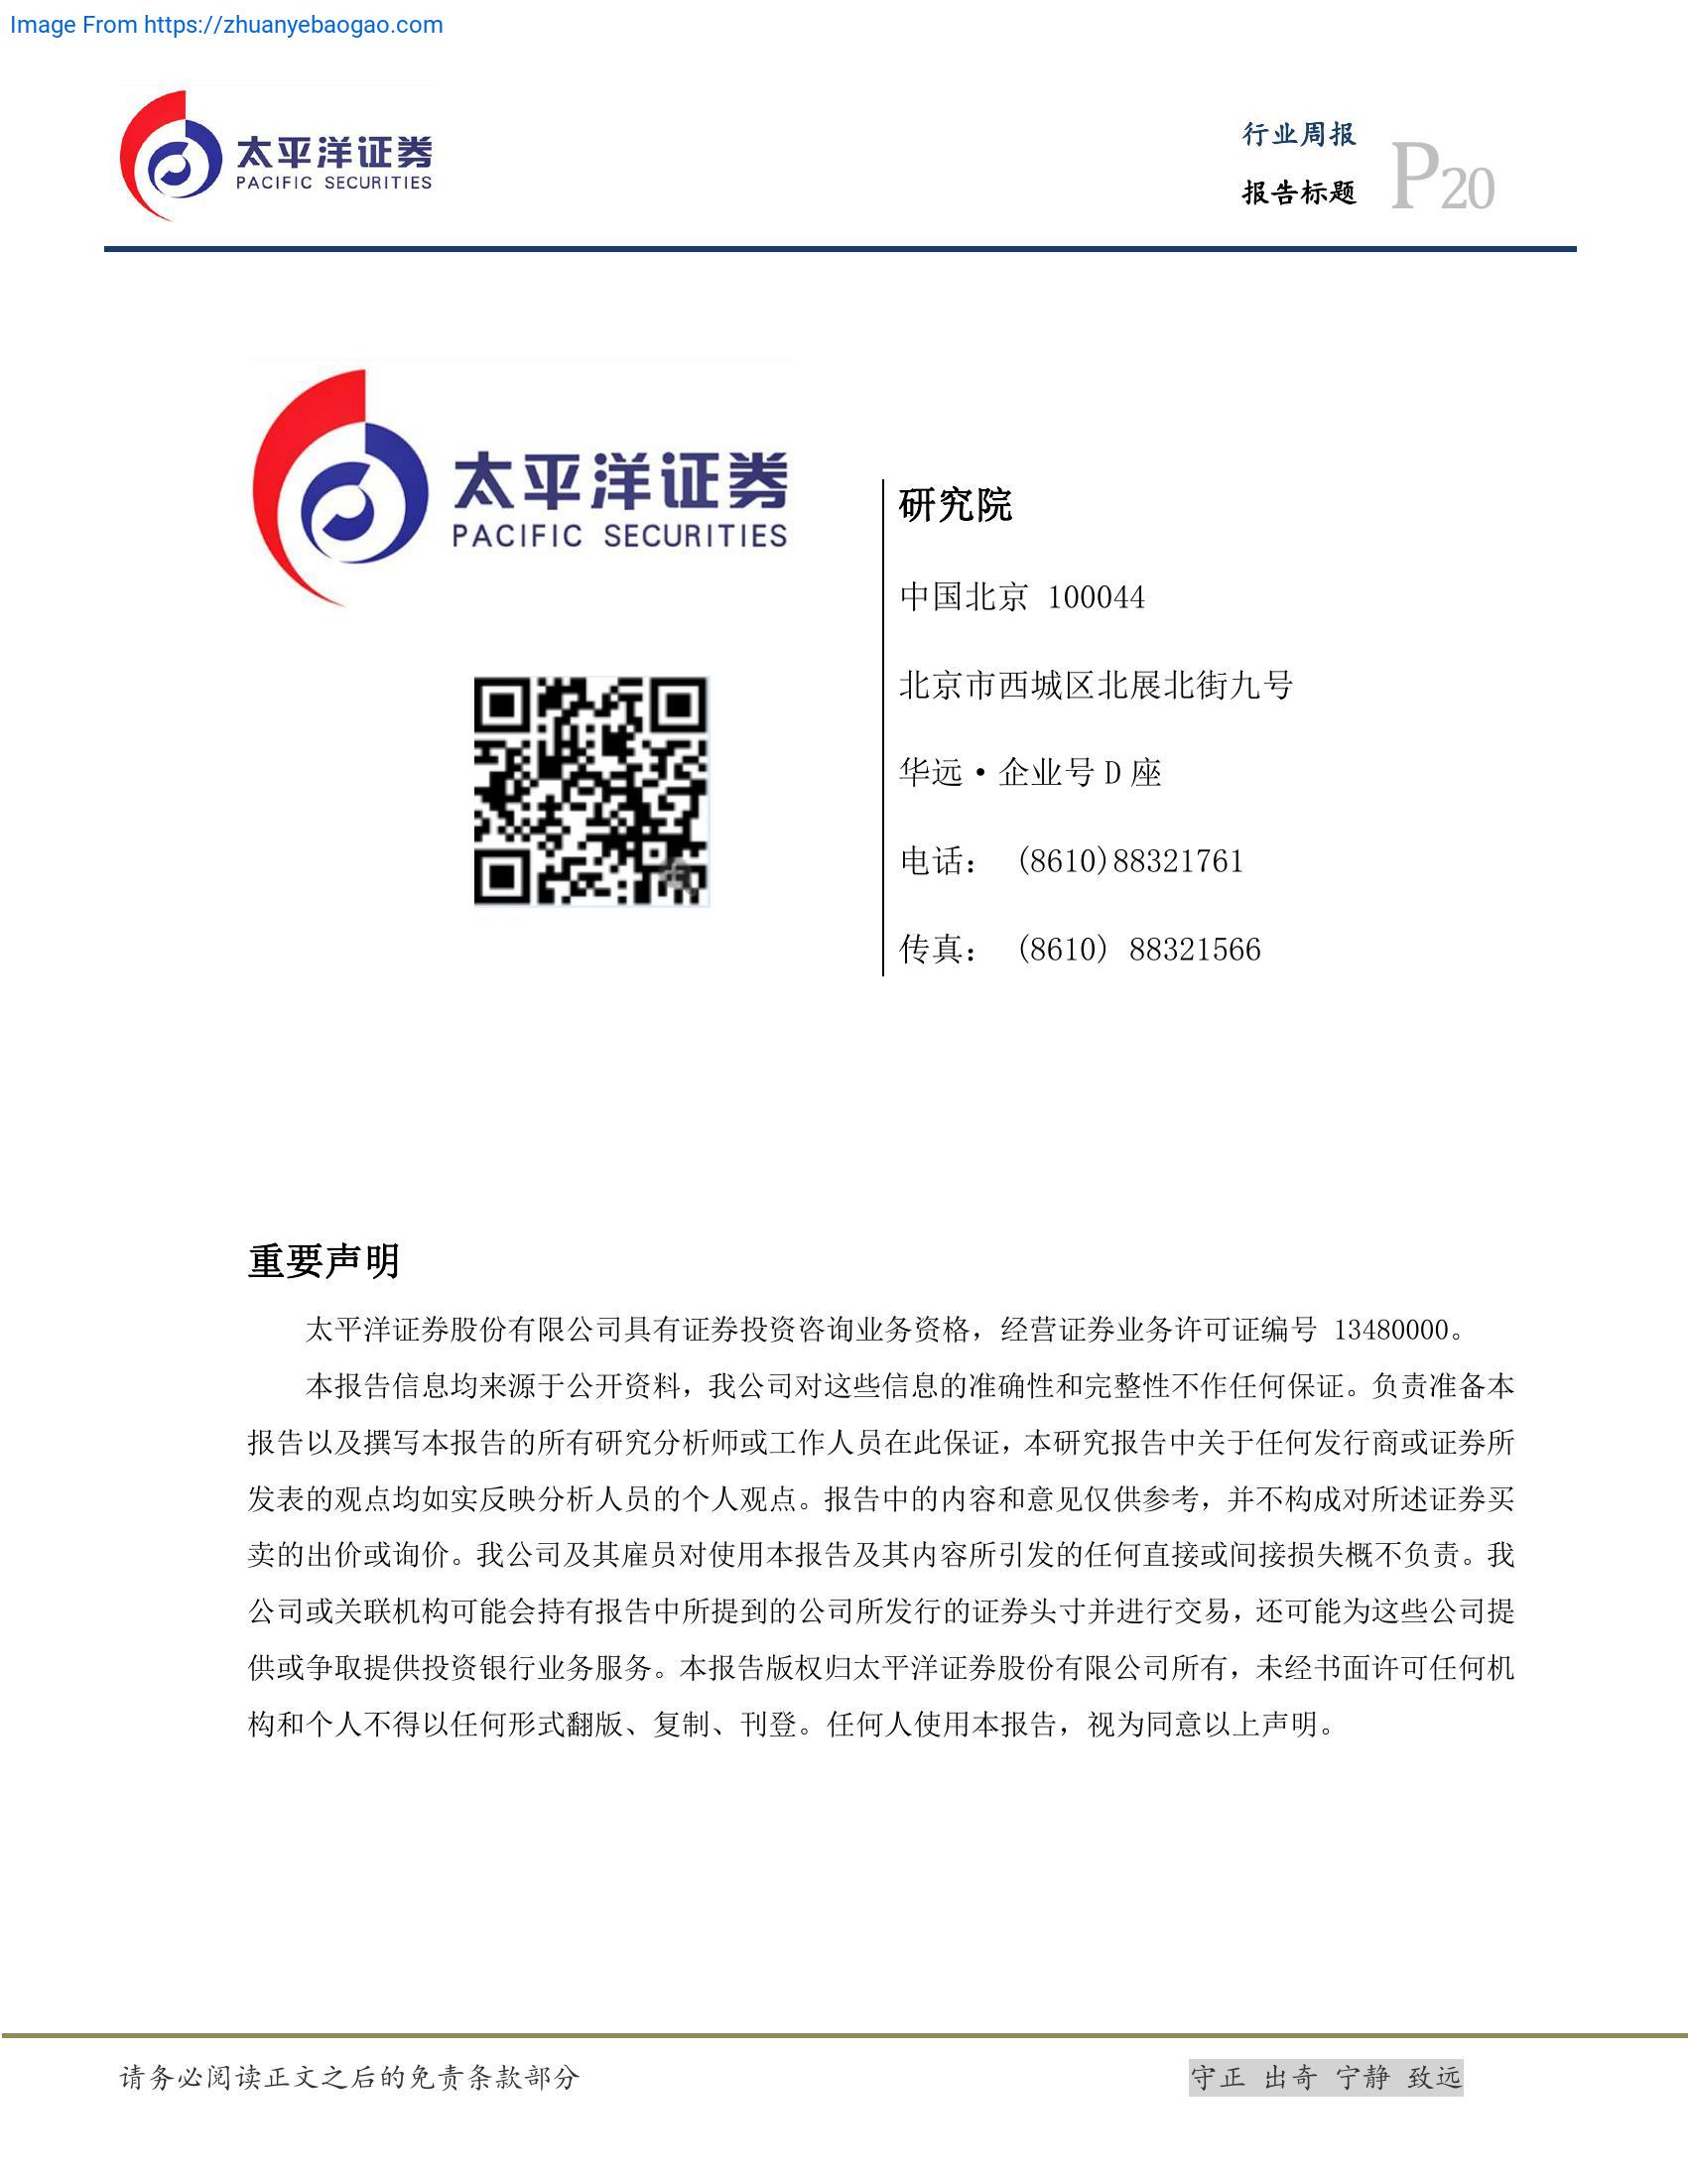 Image From https://zhuanyebaogao.com
太平洋证券
PACIFIC SECURITIES
行业周报
报告标题
P20
太平洋证券
PACIFIC SECURITIES
研究院
中国北京 100044
北京市西城区北展北街九号
华远·企业号 D 座
电话： (8610)88321761
传真： (8610) 88321566
重要声明
太平洋证券股份有限公司具有证券投资咨询业务资格，经营证券业务许可证编号 13480000。
本报告信息均来源于公开资料，我公司对这些信息的准确性和完整性不作任何保证。负责准备本
报告以及撰写本报告的所有研究分析师或工作人员在此保证，本研究报告中关于任何发行商或证券所
发表的观点均如实反映分析人员的个人观点。报告中的内容和意见仅供参考，并不构成对所述证券买
卖的出价或询价。我公司及其雇员对使用本报告及其内容所引发的任何直接或间接损失概不负责。我
公司或关联机构可能会持有报告中所提到的公司所发行的证券头寸并进行交易，还可能为这些公司提
供或争取提供投资银行业务服务。本报告版权归太平洋证券股份有限公司所有，未经书面许可任何机
构和个人不得以任何形式翻版、复制、刊登。任何人使用本报告，视为同意以上声明。
请务必阅读正文之后的免责条款部分
守正 出奇 宁静 致远